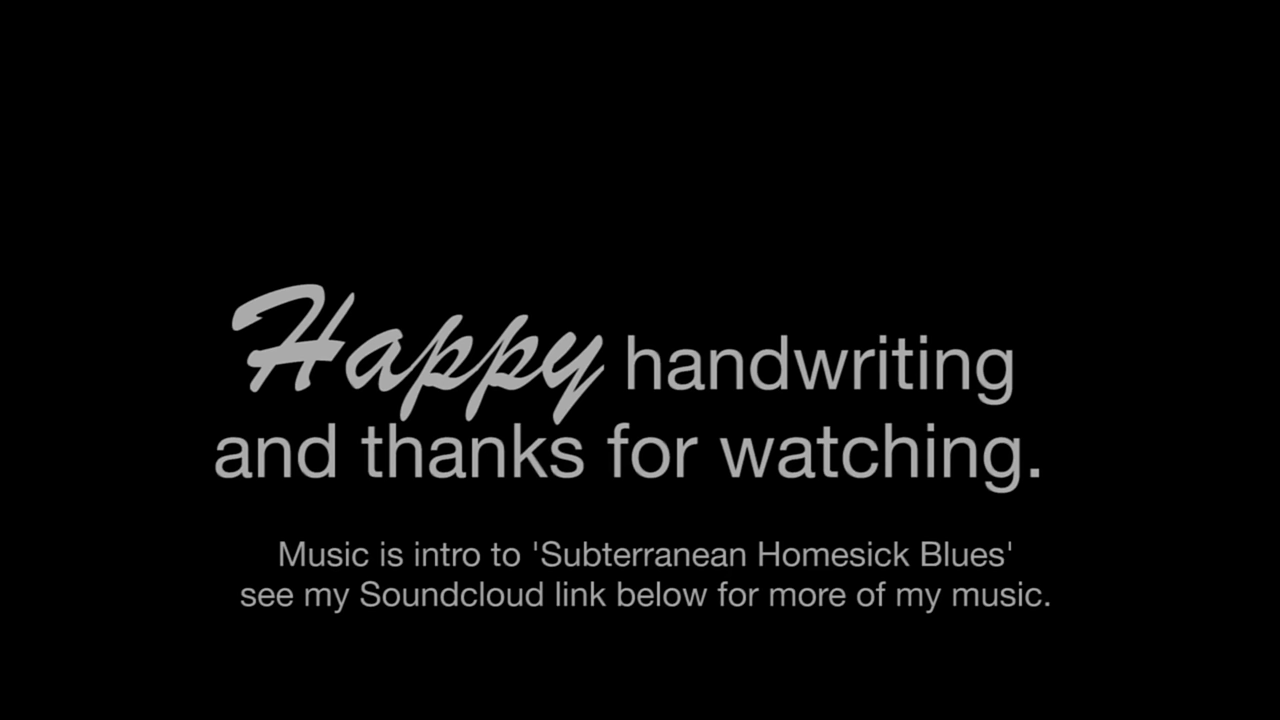 Happy handwriting
and thanks for watching.
Music is intro to 'Subterranean Homesick Blues'
see my Soundcloud link below for more of my music.